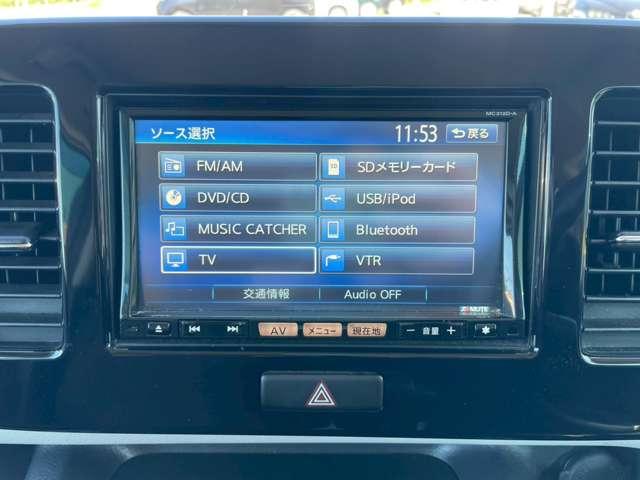 MC312D-A
ソース選択 11:53 戻る
FM/AM SDメモリーカード
DVD/CD USB/iPod
MUSIC CATCHER Bluetooth
TV VTR
交通情報 Audio OFF
MUTE
AV メニュー 現在地 － 音量 ＋